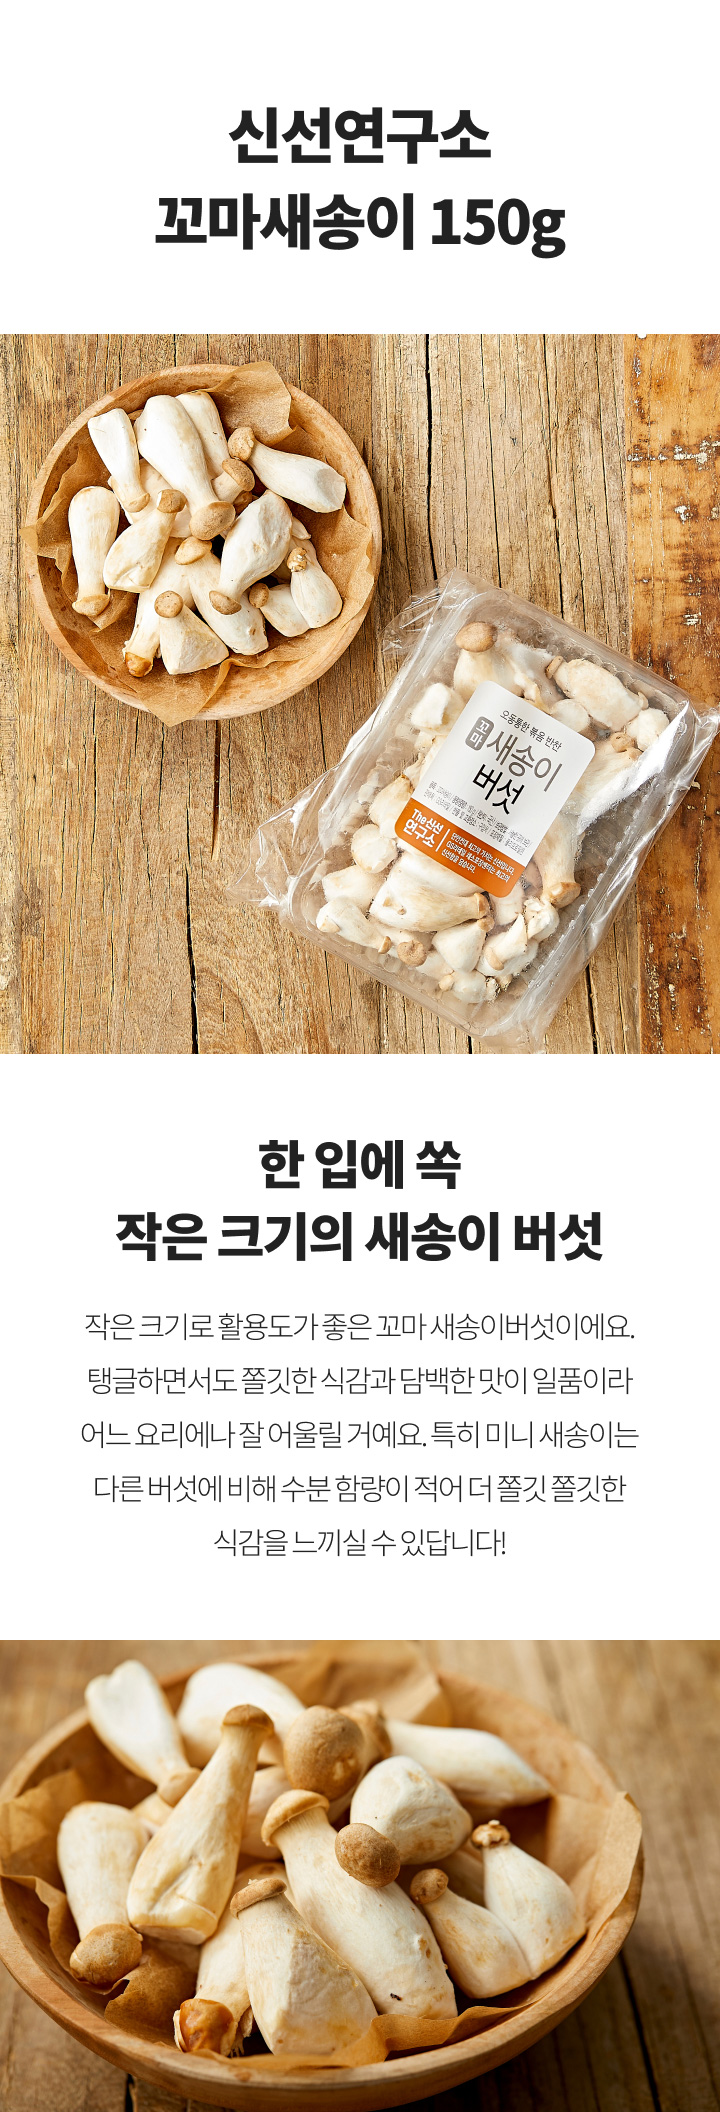 신선연구소
꼬마새송이 150g
오동통한 볶음 반찬
꼬마
새송이
버섯
The신선
연구소
한 입에 쏙
작은 크기의 새송이 버섯
작은 크기로 활용도가 좋은 꼬마 새송이버섯이에요.
탱글하면서도 쫄깃한 식감과 담백한 맛이 일품이라
어느 요리에나 잘 어울릴 거예요. 특히 미니 새송이는
다른 버섯에 비해 수분 함량이 적어 더 쫄깃 쫄깃한
식감을 느끼실 수 있답니다!